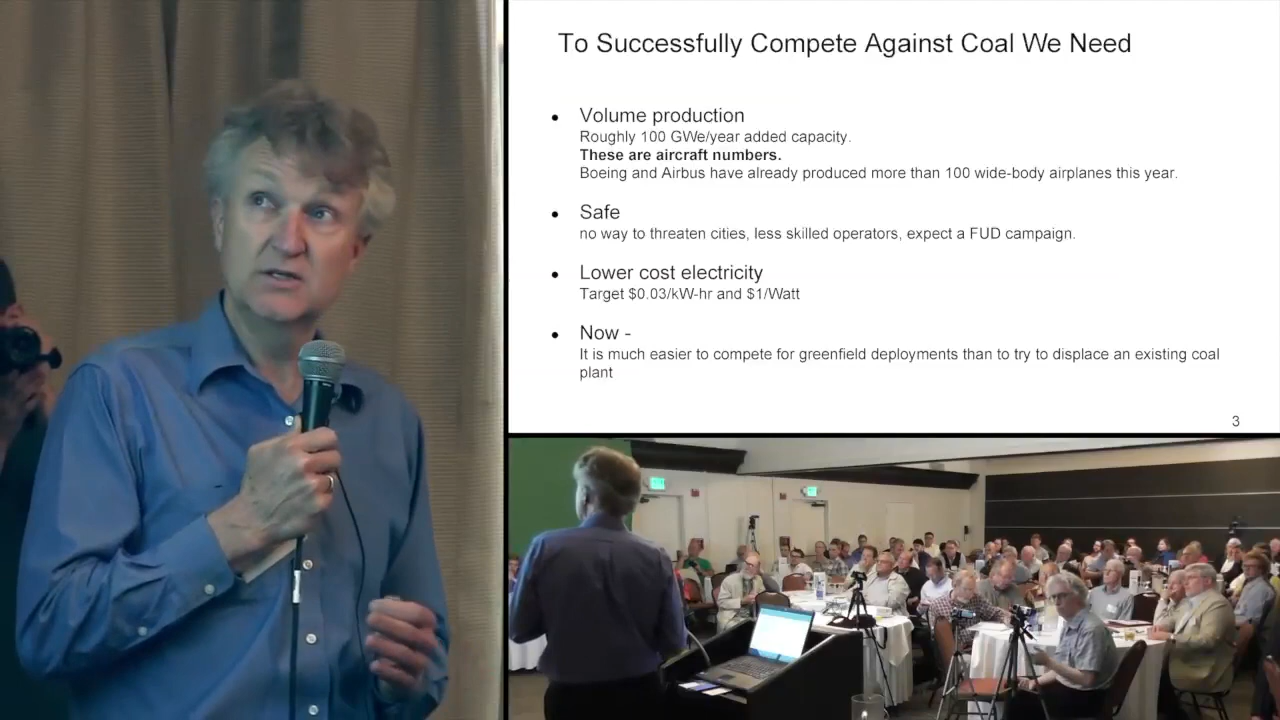 To Successfully Compete Against Coal We Need
• Volume production
Roughly 100 GWe/year added capacity.
These are aircraft numbers.
Boeing and Airbus have already produced more than 100 wide-body airplanes this year.
• Safe
no way to threaten cities, less skilled operators, expect a FUD campaign.
• Lower cost electricity
Target $0.03/kW-hr and $1/Watt
• Now -
It is much easier to compete for greenfield deployments than to try to displace an existing coal
plant
3